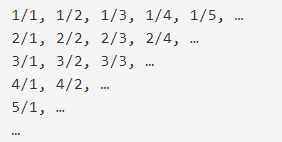 1/1, 1/2, 1/3, 1/4, 1/5, …
2/1, 2/2, 2/3, 2/4, …
3/1, 3/2, 3/3, …
4/1, 4/2, …
5/1, …
…